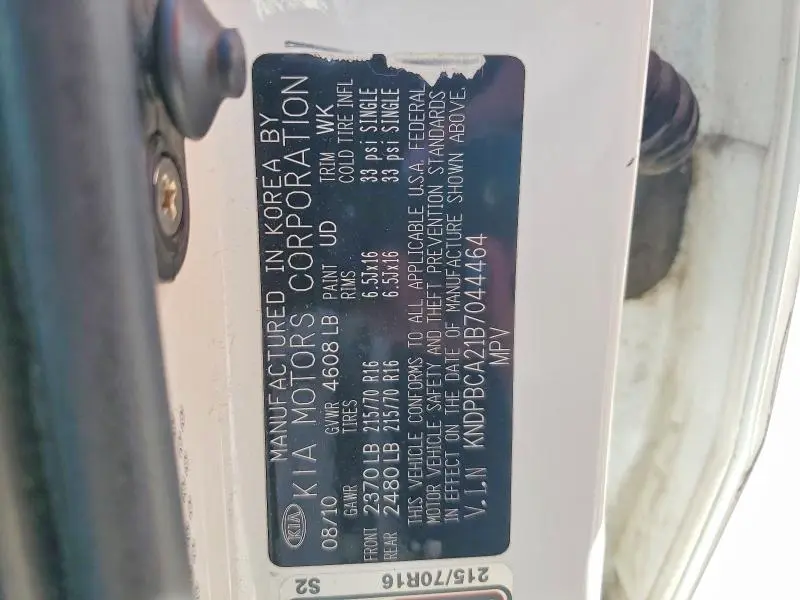 MANUFACTURED IN KOREA BY
KIA KIA MOTORS CORPORATION
08/10 GVWR 4608 LB PAINT UD TRIM WK
GAWR TIRES RIMS COLD TIRE INFL
FRONT 2370 LB 215/70 R16 6.5Jx16 33 psi SINGLE
REAR 2480 LB 215/70 R16 6.5Jx16 33 psi SINGLE
THIS VEHICLE CONFORMS TO ALL APPLICABLE U.S.A. FEDERAL
MOTOR VEHICLE SAFETY AND THEFT PREVENTION STANDARDS
IN EFFECT ON THE DATE OF MANUFACTURE SHOWN ABOVE.
V.I.N KNDPBCA21B7044464
MPV
S2
215/70R16